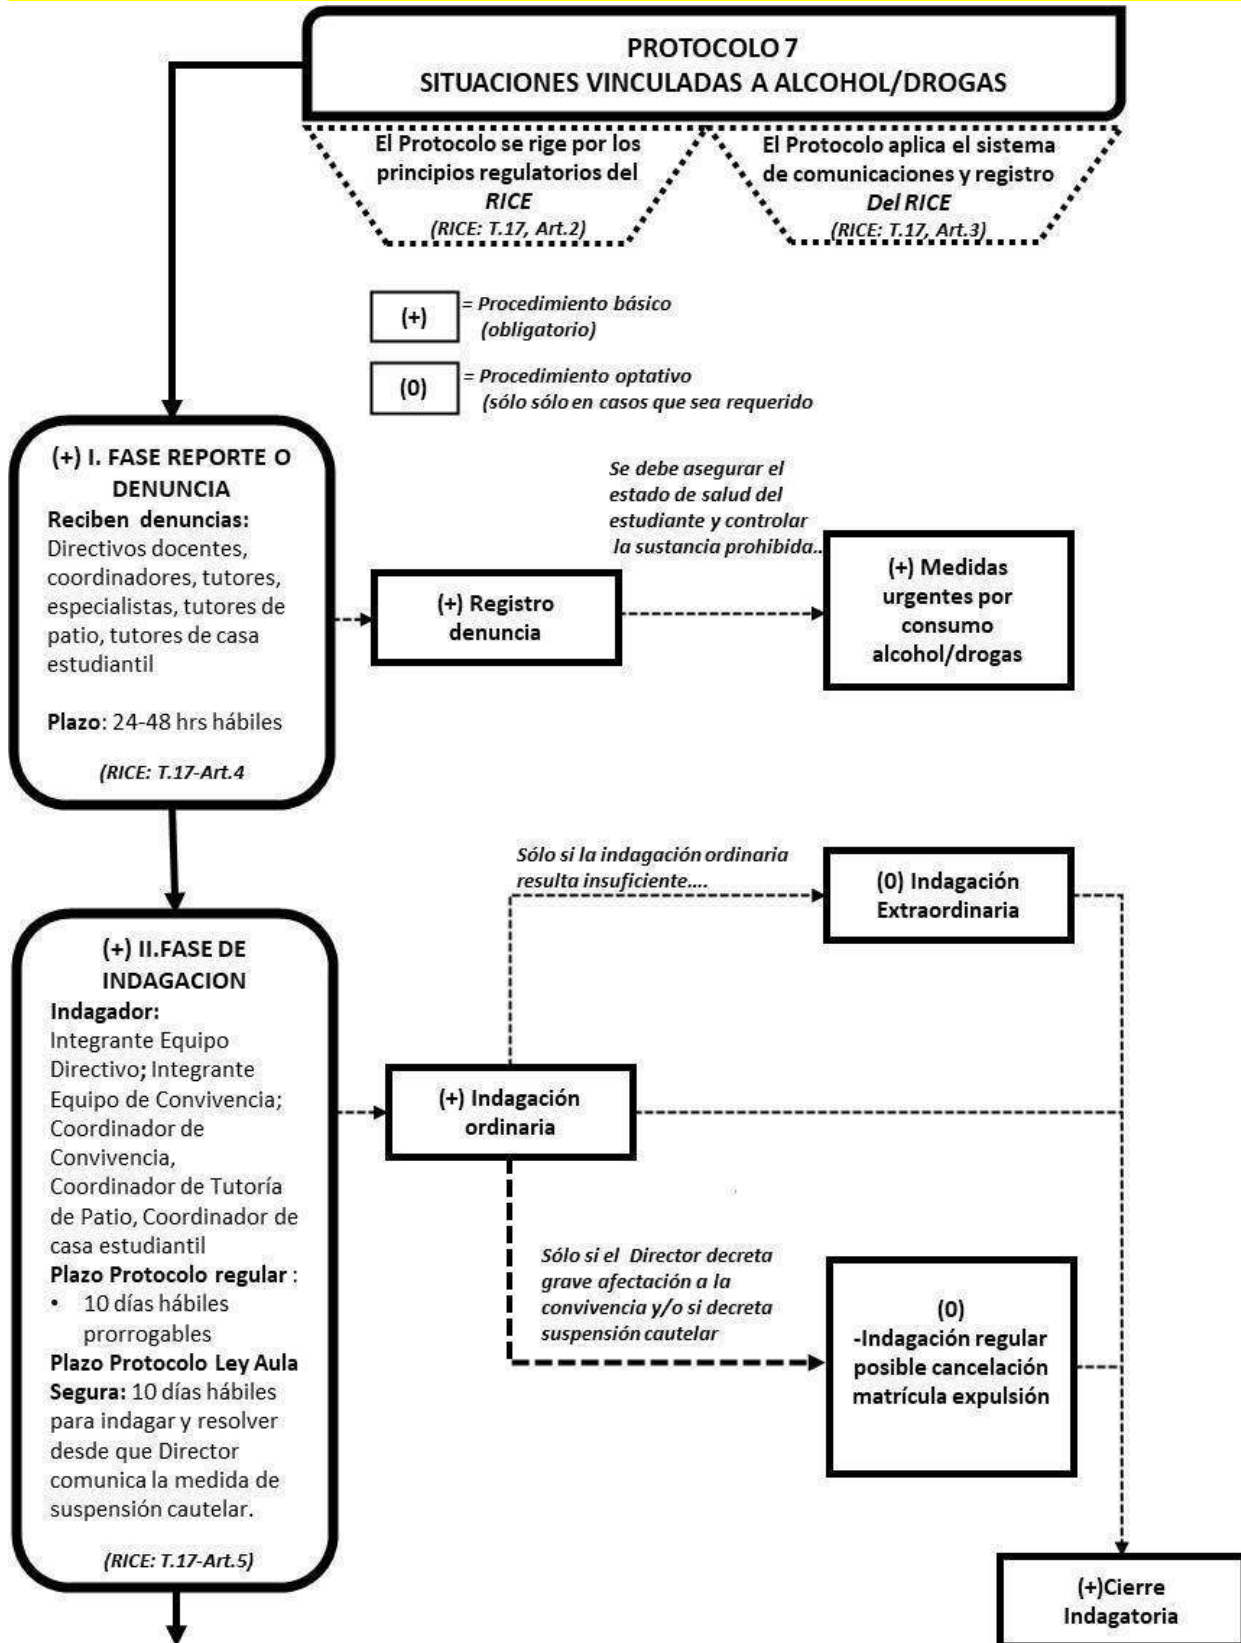 PROTOCOLO 7
SITUACIONES VINCULADAS A ALCOHOL/DROGAS
El Protocolo se rige por los
principios regulatorios del
RICE
(RICE: T.17, Art.2)
El Protocolo aplica el sistema
de comunicaciones y registro
Del RICE
(RICE: T.17, Art.3)
(+)
= Procedimiento básico
(obligatorio)
(0)
= Procedimiento optativo
(sólo sólo en casos que sea requerido
(+) I. FASE REPORTE O
DENUNCIA
Reciben denuncias:
Directivos docentes,
coordinadores, tutores,
especialistas, tutores de
patio, tutores de casa
estudiantil
Plazo: 24-48 hrs hábiles
(RICE: T.17-Art.4
(+) Registro
denuncia
Se debe asegurar el
estado de salud del
estudiante y controlar
la sustancia prohibida..
(+) Medidas
urgentes por
consumo
alcohol/drogas
(+) II.FASE DE
INDAGACION
Indagador:
Integrante Equipo
Directivo; Integrante
Equipo de Convivencia;
Coordinador de
Convivencia,
Coordinador de Tutoría
de Patio, Coordinador de
casa estudiantil
Plazo Protocolo regular :
• 10 días hábiles
prorrogables
Plazo Protocolo Ley Aula
Segura: 10 días hábiles
para indagar y resolver
desde que Director
comunica la medida de
suspensión cautelar.
(RICE: T.17-Art.5)
(+) Indagación
ordinaria
Sólo si la indagación ordinaria
resulta insuficiente....
(0) Indagación
Extraordinaria
Sólo si el Director decreta
grave afectación a la
convivencia y/o si decreta
suspensión cautelar
(0)
-Indagación regular
posible cancelación
matrícula expulsión
(+)Cierre
Indagatoria